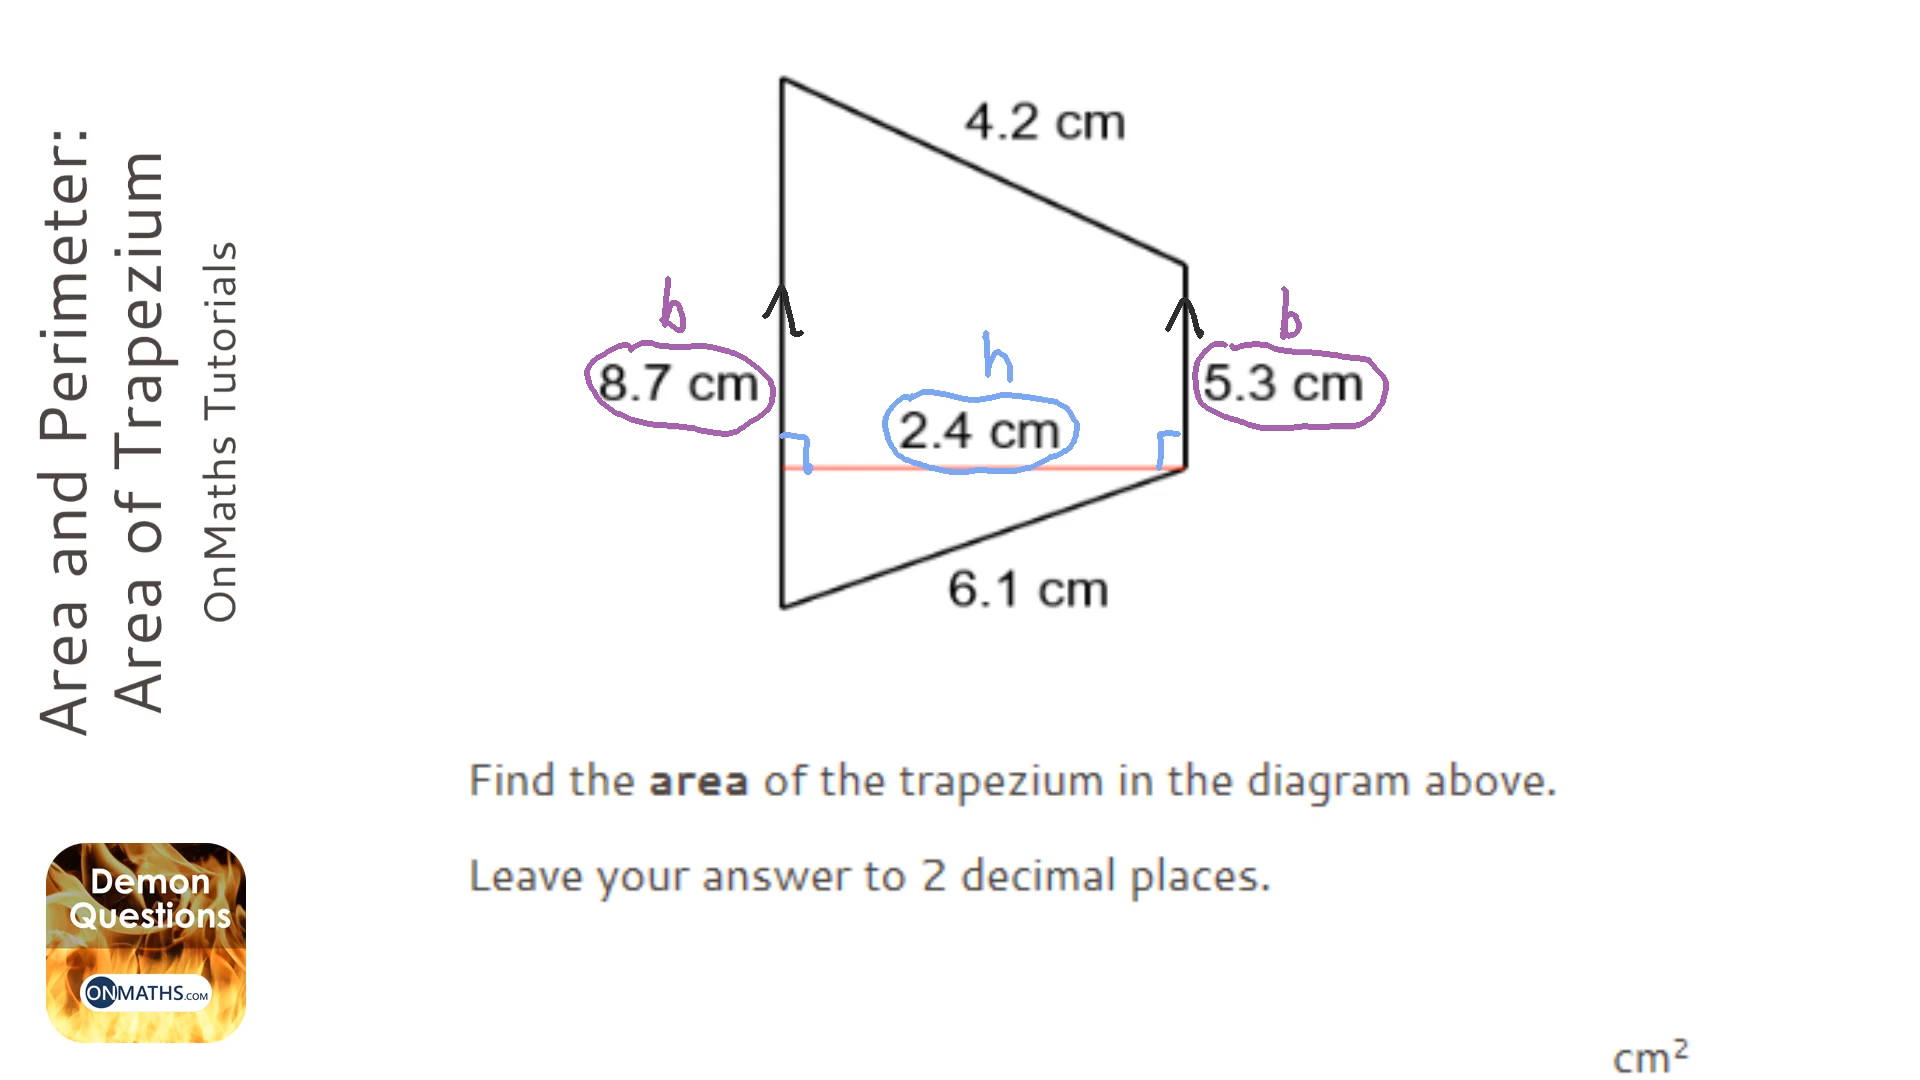 Area and Perimeter:
Area of Trapezium
OnMaths Tutorials
4.2 cm
b
b
8.7 cm
h
5.3 cm
2.4 cm
6.1 cm
Find the area of the trapezium in the diagram above.
Leave your answer to 2 decimal places.
Demon
Questions
ONMATHS.COM
cm²